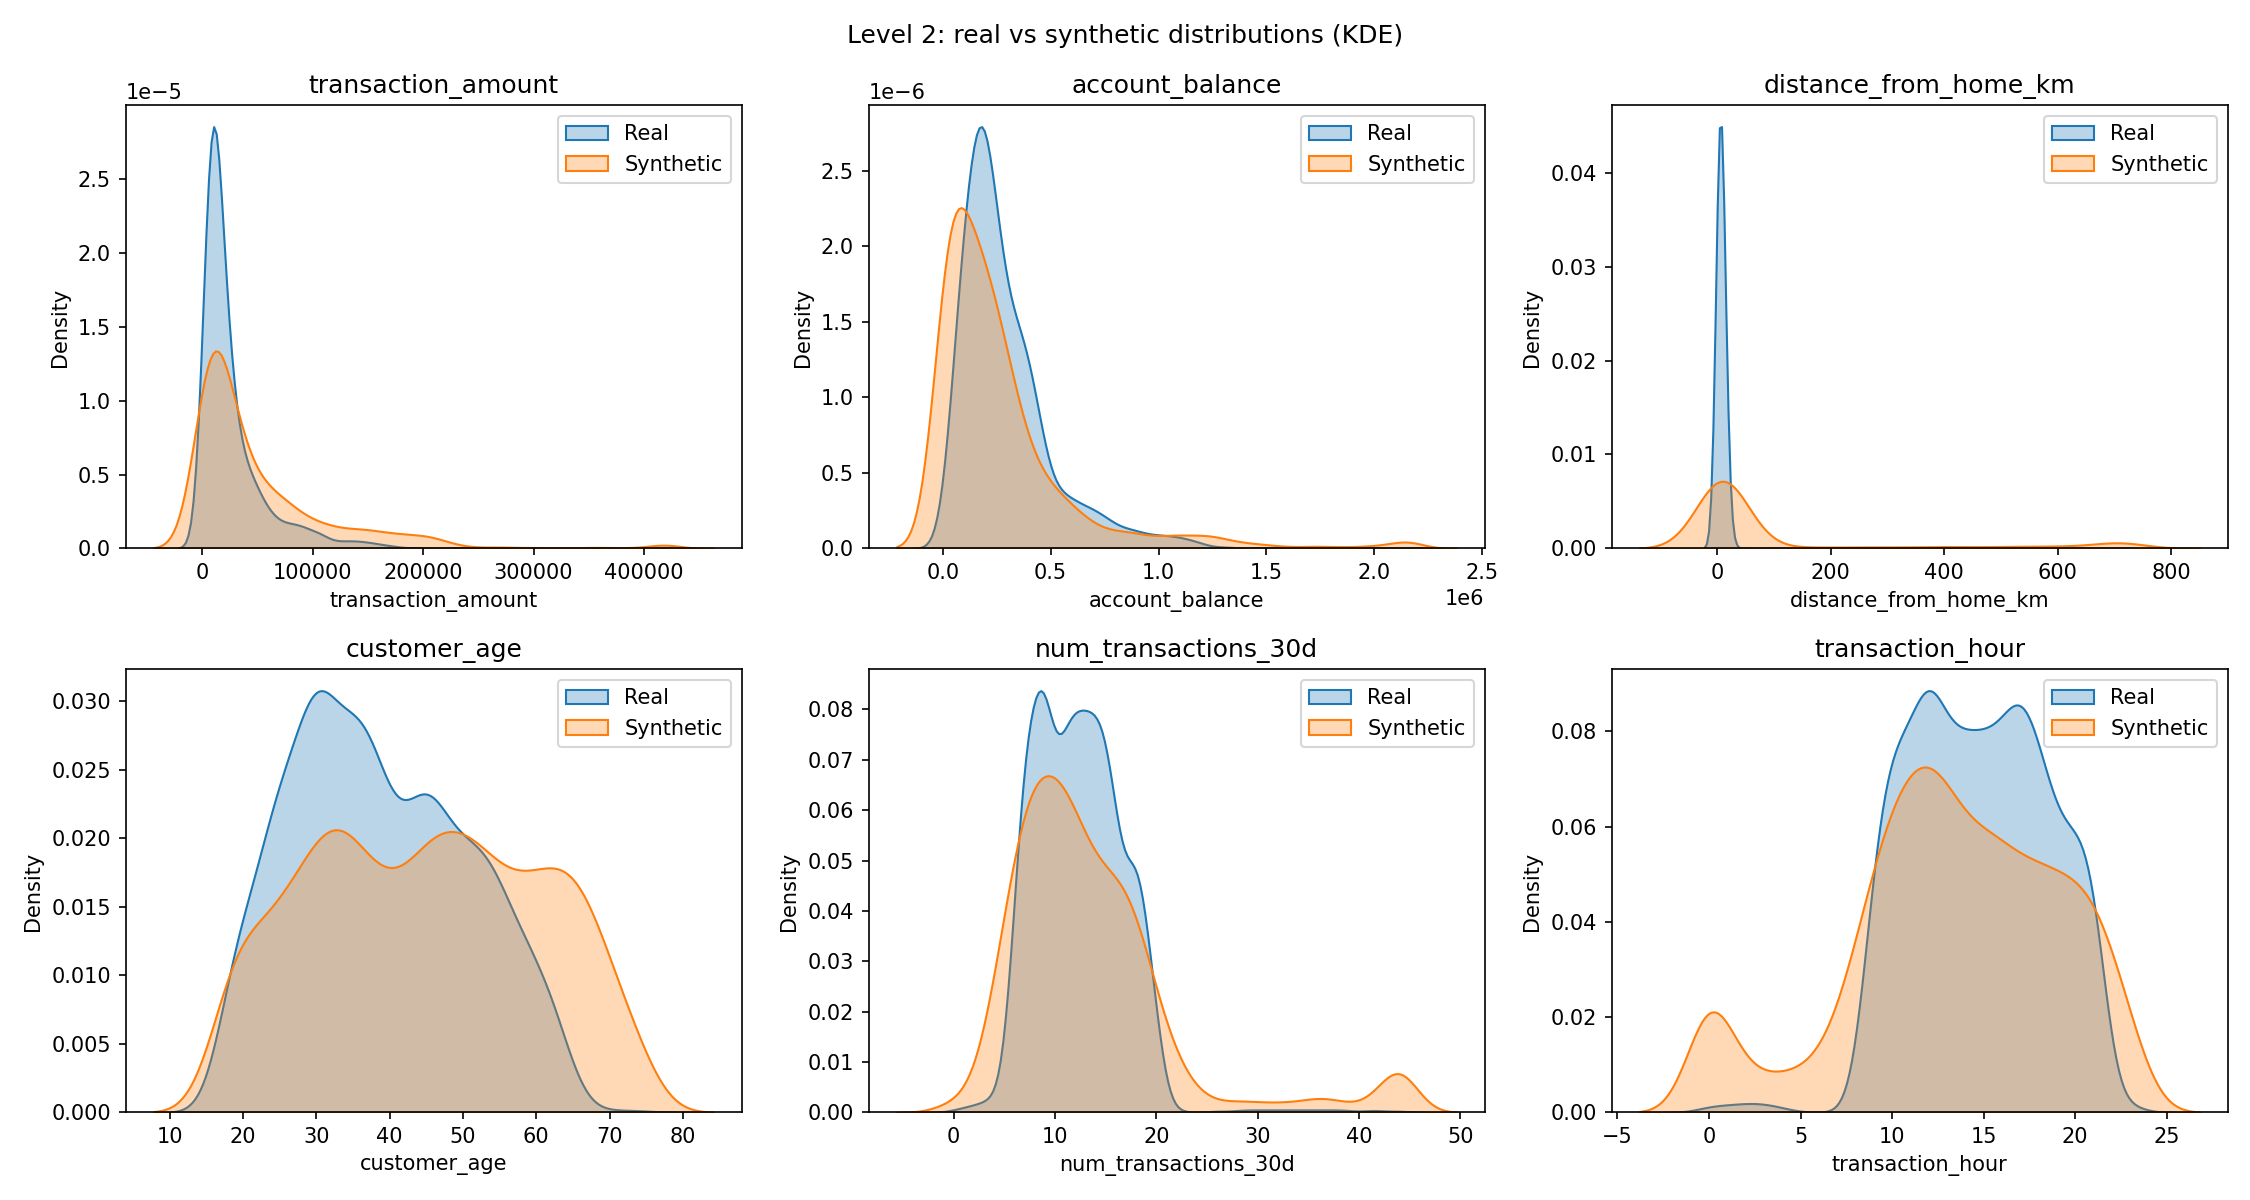 Level 2: real vs synthetic distributions (KDE)
transaction_amount
1e−5
Real
Synthetic
Density
2.5
2.0
1.5
1.0
0.5
0.0
0 100000 200000 300000 400000
transaction_amount
account_balance
1e−6
Real
Synthetic
Density
2.5
2.0
1.5
1.0
0.5
0.0
0.0 0.5 1.0 1.5 2.0 2.5
1e6
account_balance
distance_from_home_km
Real
Synthetic
Density
0.04
0.03
0.02
0.01
0.00
0 200 400 600 800
distance_from_home_km
customer_age
Real
Synthetic
Density
0.030
0.025
0.020
0.015
0.010
0.005
0.000
10 20 30 40 50 60 70 80
customer_age
num_transactions_30d
Real
Synthetic
Density
0.08
0.07
0.06
0.05
0.04
0.03
0.02
0.01
0.00
0 10 20 30 40 50
num_transactions_30d
transaction_hour
Real
Synthetic
Density
0.08
0.06
0.04
0.02
0.00
−5 0 5 10 15 20 25
transaction_hour